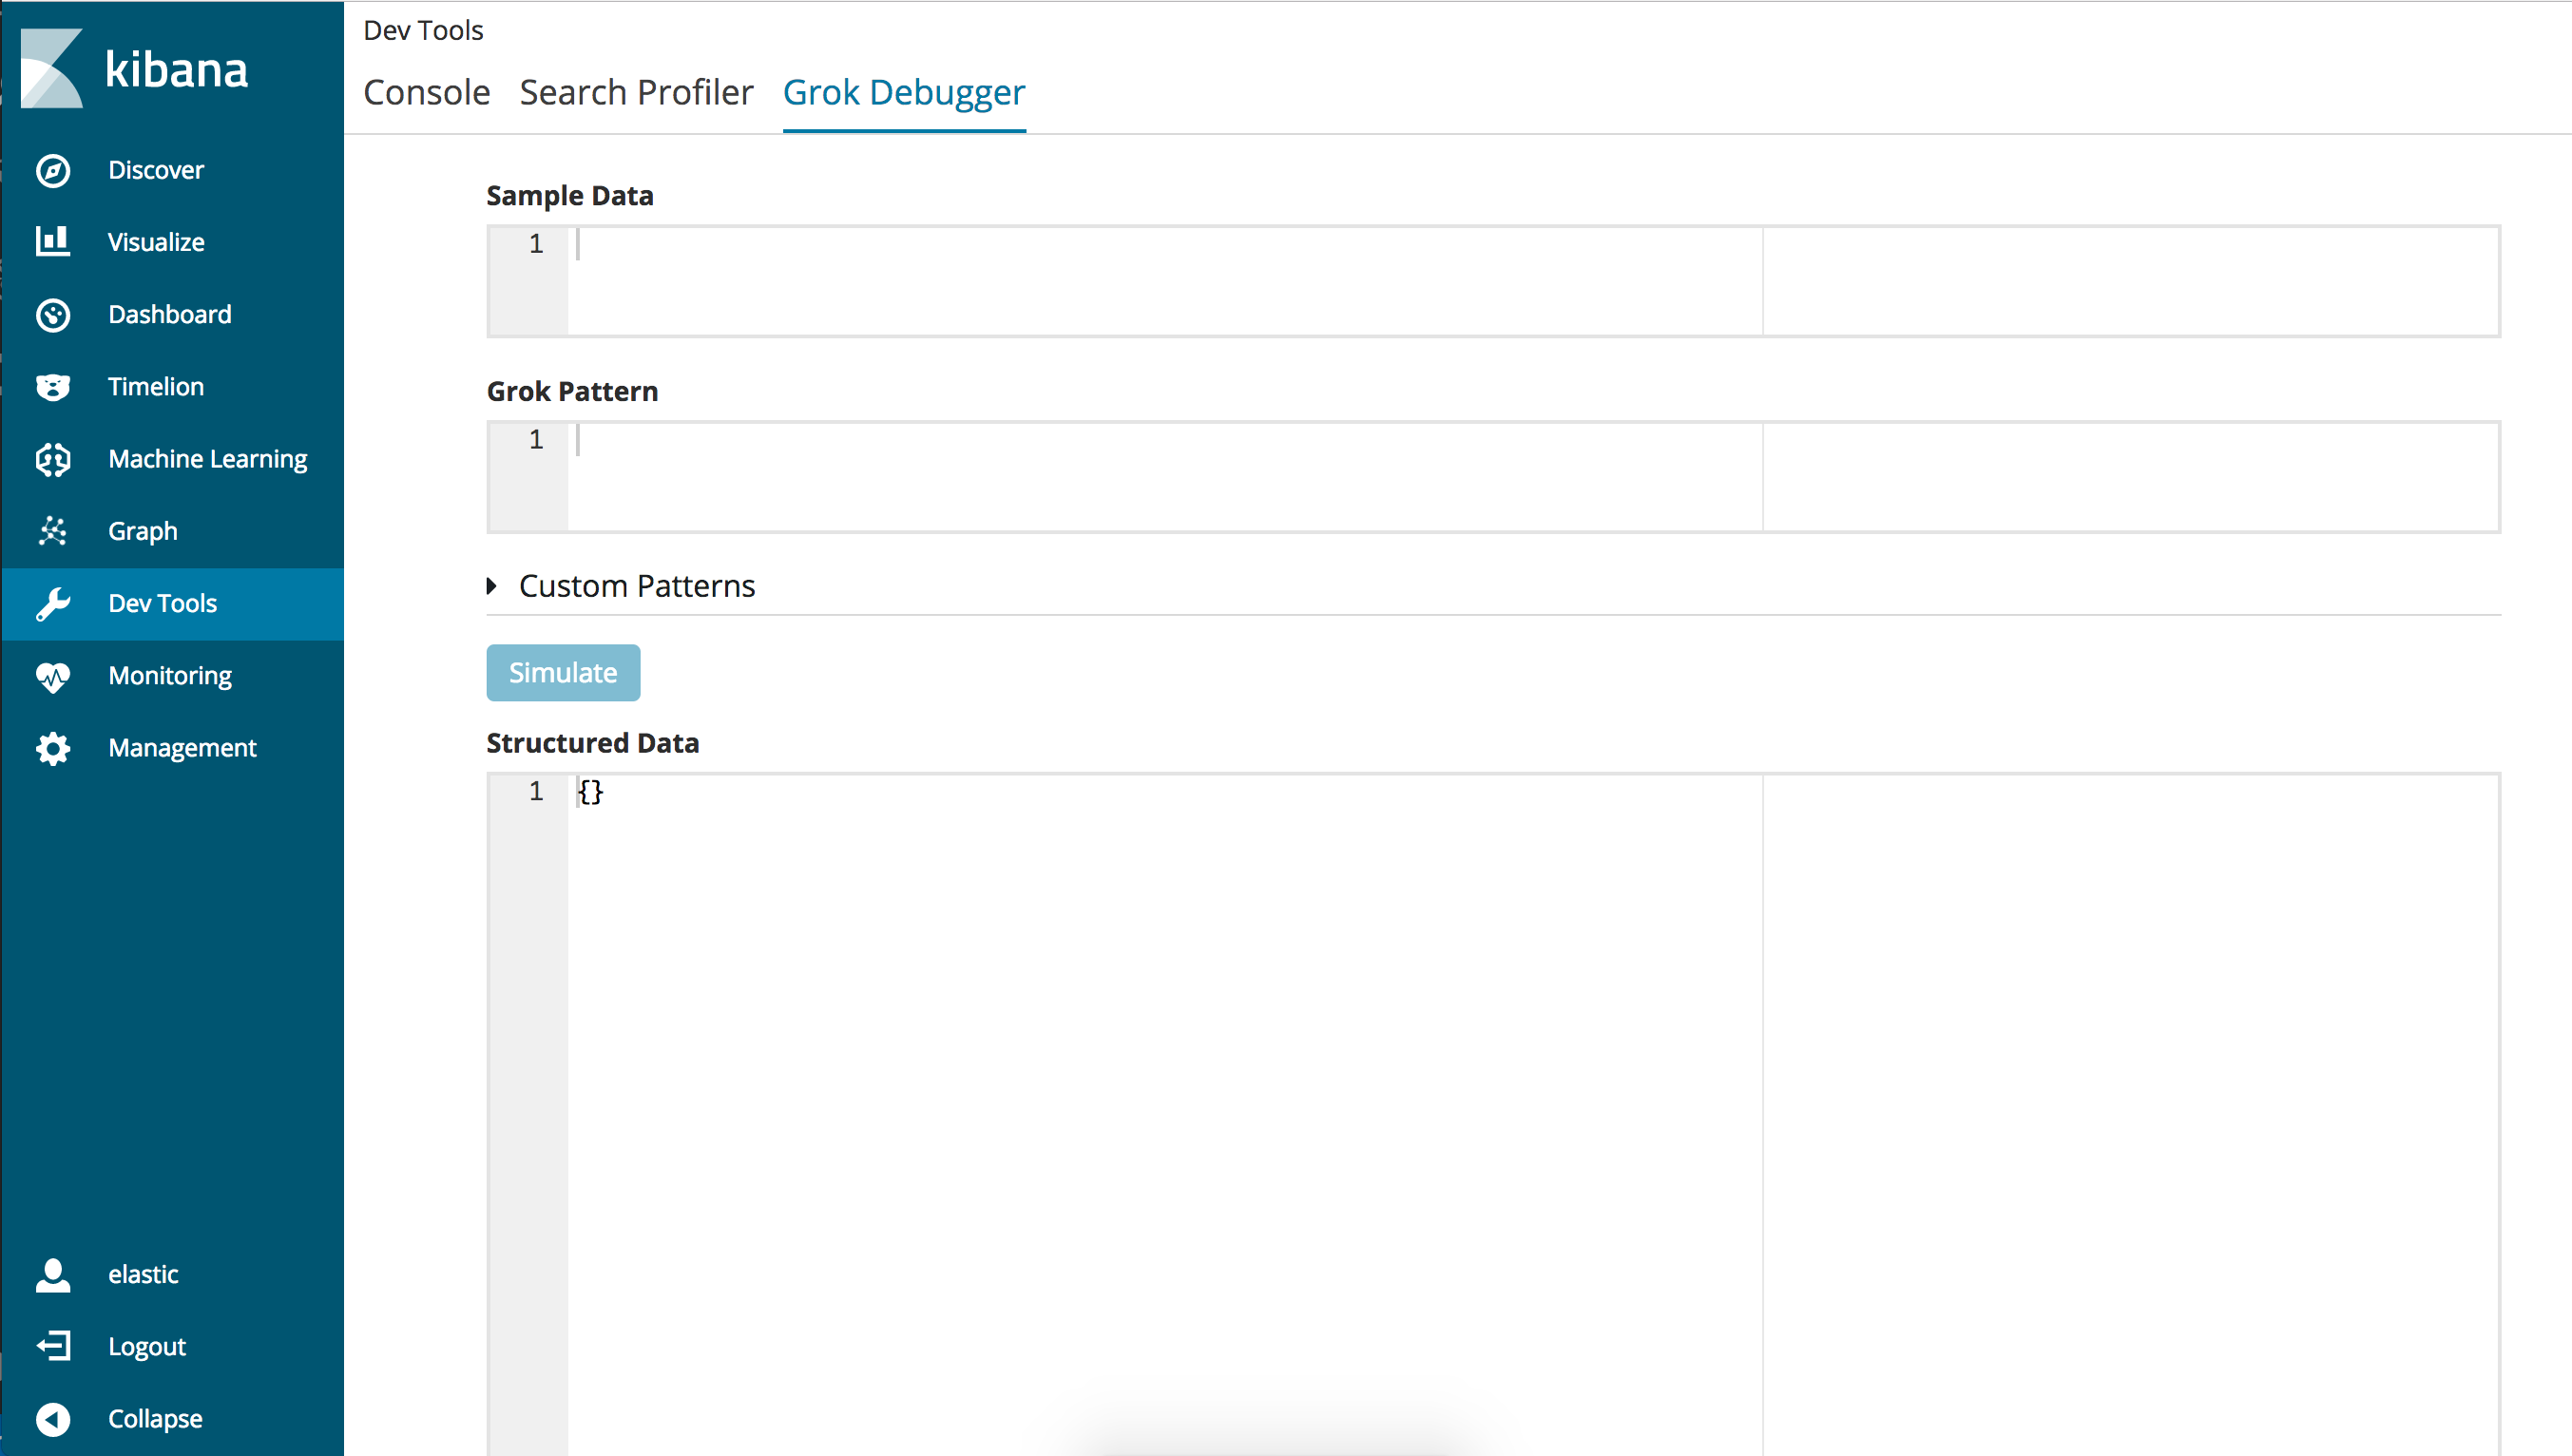 kibana
Discover
Visualize
Dashboard
Timelion
Machine Learning
Graph
Dev Tools
Monitoring
Management
elastic
Logout
Collapse
Dev Tools
Console Search Profiler Grok Debugger
Sample Data
1
Grok Pattern
1
Custom Patterns
Simulate
Structured Data
1 {}